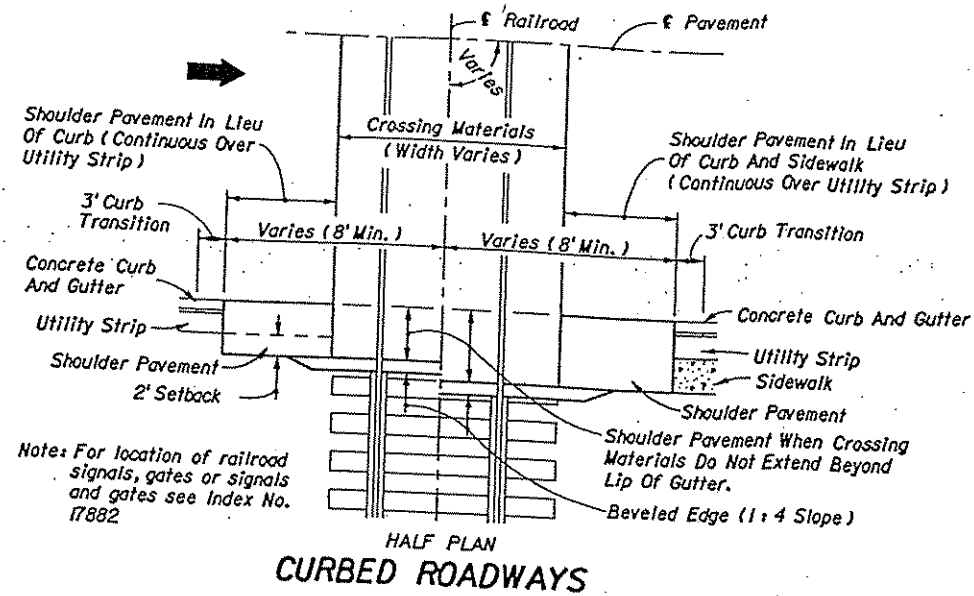 ℄ Railroad
℄ Pavement
Varies
Shoulder Pavement In Lieu
Of Curb (Continuous Over
Utility Strip)
Crossing Materials
(Width Varies)
Shoulder Pavement In Lieu
Of Curb And Sidewalk
(Continuous Over Utility Strip)
3' Curb
Transition
Varies (8' Min.)
Varies (8' Min.)
3' Curb Transition
Concrete Curb
And Gutter
Concrete Curb And Gutter
Utility Strip
Utility Strip
Shoulder Pavement
Sidewalk
2' Setback
Shoulder Pavement
Shoulder Pavement When Crossing
Materials Do Not Extend Beyond
Lip Of Gutter.
Note: For location of railroad
signals, gates or signals
and gates see Index No.
17882
Beveled Edge (1:4 Slope)
HALF PLAN
CURBED ROADWAYS